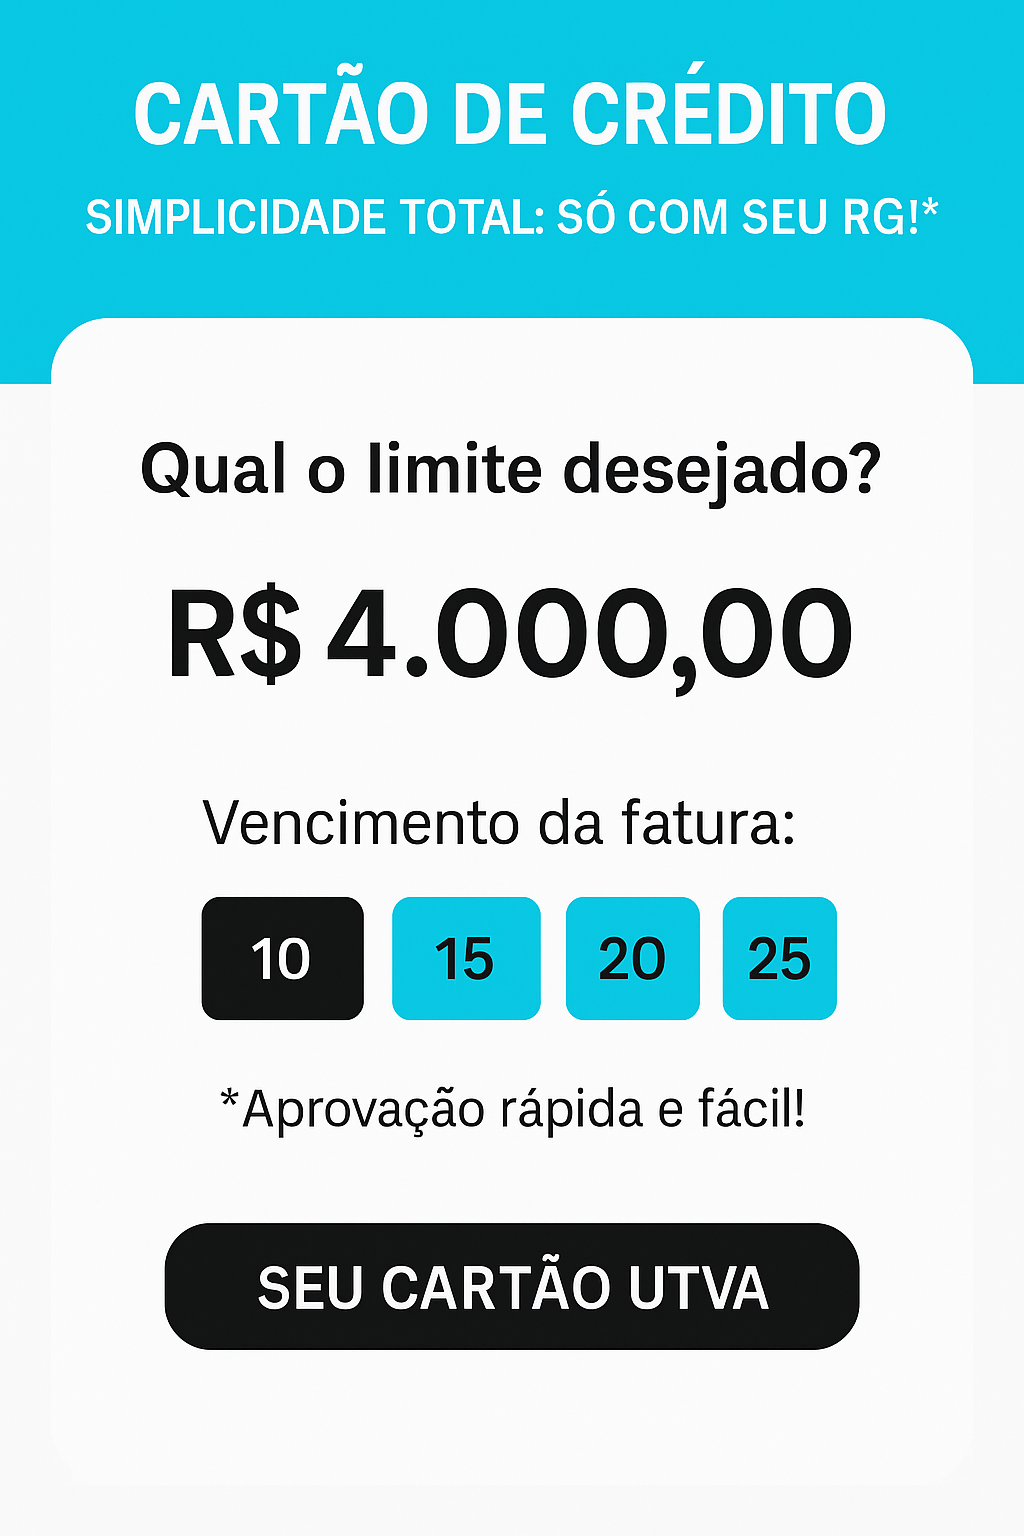 CARTÃO DE CRÉDITO
SIMPLICIDADE TOTAL: SÓ COM SEU RG!*
Qual o limite desejado?
R$ 4.000,00
Vencimento da fatura:
10 15 20 25
*Aprovação rápida e fácil!
SEU CARTÃO UTVA